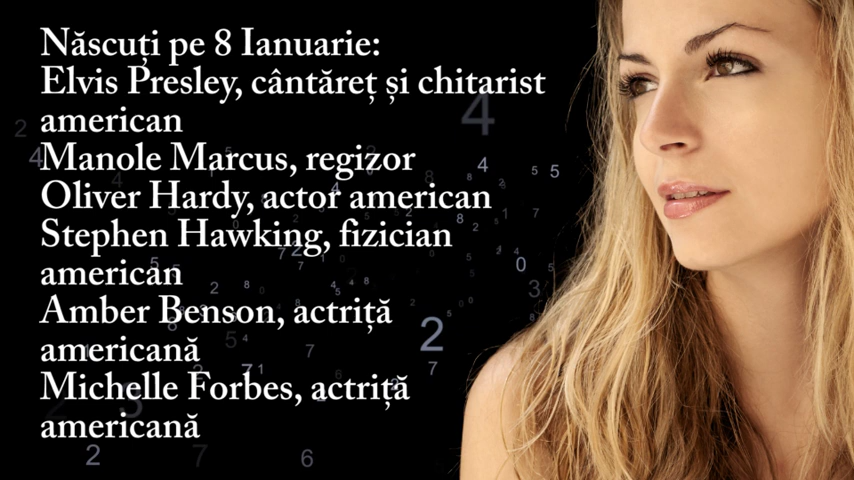 Născuți pe 8 Ianuarie:
Elvis Presley, cântăreț și chitarist
american
Manole Marcus, regizor
Oliver Hardy, actor american
Stephen Hawking, fizician
american
Amber Benson, actriță
americană
Michelle Forbes, actriță
americană